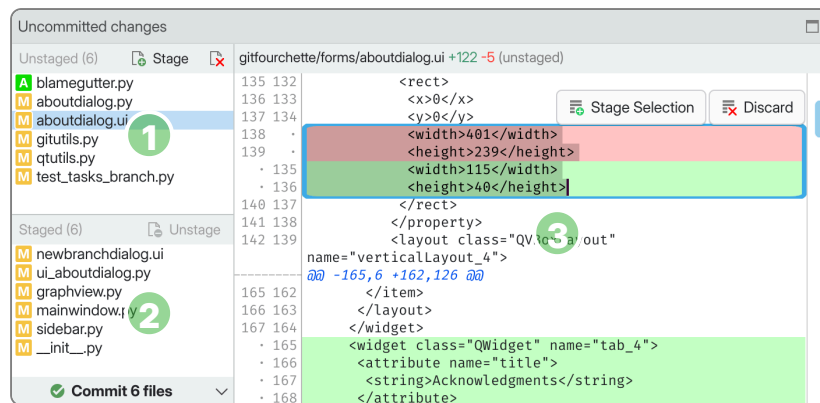 Uncommitted changes
Unstaged (6) Stage
A blamegutter.py
M aboutdialog.py
M aboutdialog.ui
M gitutils.py
M qtutils.py
M test_tasks_branch.py
1
Staged (6) Unstage
M newbranchdialog.ui
M ui_aboutdialog.py
M graphview.py
M mainwindow.py
M sidebar.py
M __init__.py
2
Commit 6 files
gitfourchette/forms/aboutdialog.ui +122 -5 (unstaged)
Stage Selection Discard
135 132 <rect>
136 133 <x>0</x>
137 134 <y>0</y>
138 · <width>401</width>
139 · <height>239</height>
· 135 <width>115</width>
· 136 <height>40</height>
140 137 </rect>
141 138 </property>
142 139 <layout class="QVBoxLayout"
name="verticalLayout_4">
3
@@ -165,6 +162,126 @@
165 162 </item>
166 163 </layout>
167 164 </widget>
· 165 <widget class="QWidget" name="tab_4">
· 166 <attribute name="title">
· 167 <string>Acknowledgments</string>
· 168 </attribute>